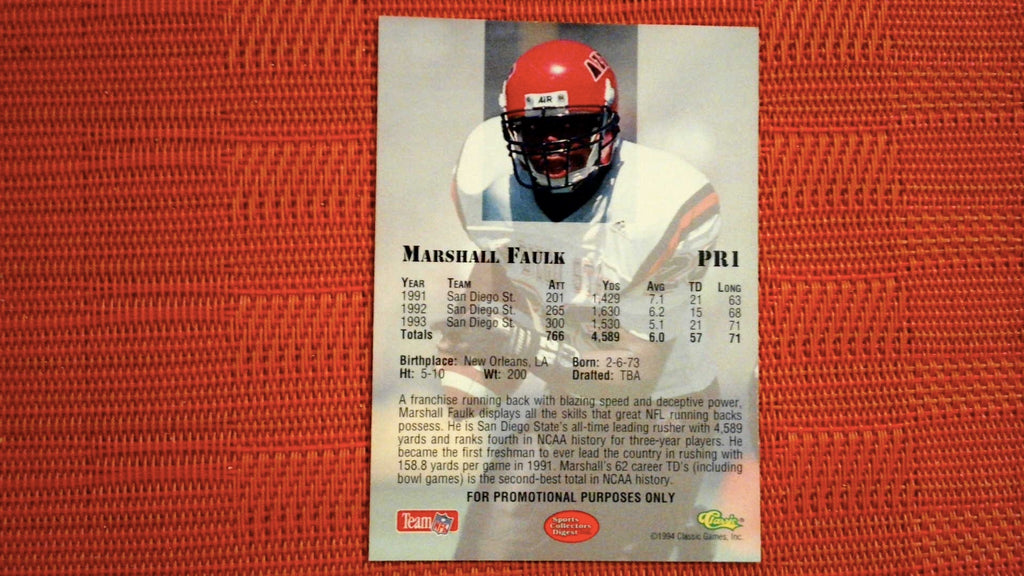 AIR
MARSHALL FAULK PR1
YEAR TEAM ATT YDS AVG TD LONG
1991 San Diego St. 201 1,429 7.1 21 63
1992 San Diego St. 265 1,630 6.2 15 68
1993 San Diego St. 300 1,530 5.1 21 71
Totals 766 4,589 6.0 57 71
Birthplace: New Orleans, LA Born: 2-6-73
Ht: 5-10 Wt: 200 Drafted: TBA
A franchise running back with blazing speed and deceptive power,
Marshall Faulk displays all the skills that great NFL running backs
possess. He is San Diego State's all-time leading rusher with 4,589
yards and ranks fourth in NCAA history for three-year players. He
became the first freshman to ever lead the country in rushing with
158.8 yards per game in 1991. Marshall's 62 career TD's (including
bowl games) is the second-best total in NCAA history.
FOR PROMOTIONAL PURPOSES ONLY
Team NFL
Sports
Collectors
Digest
Classic
©1994 Classic Games, Inc.